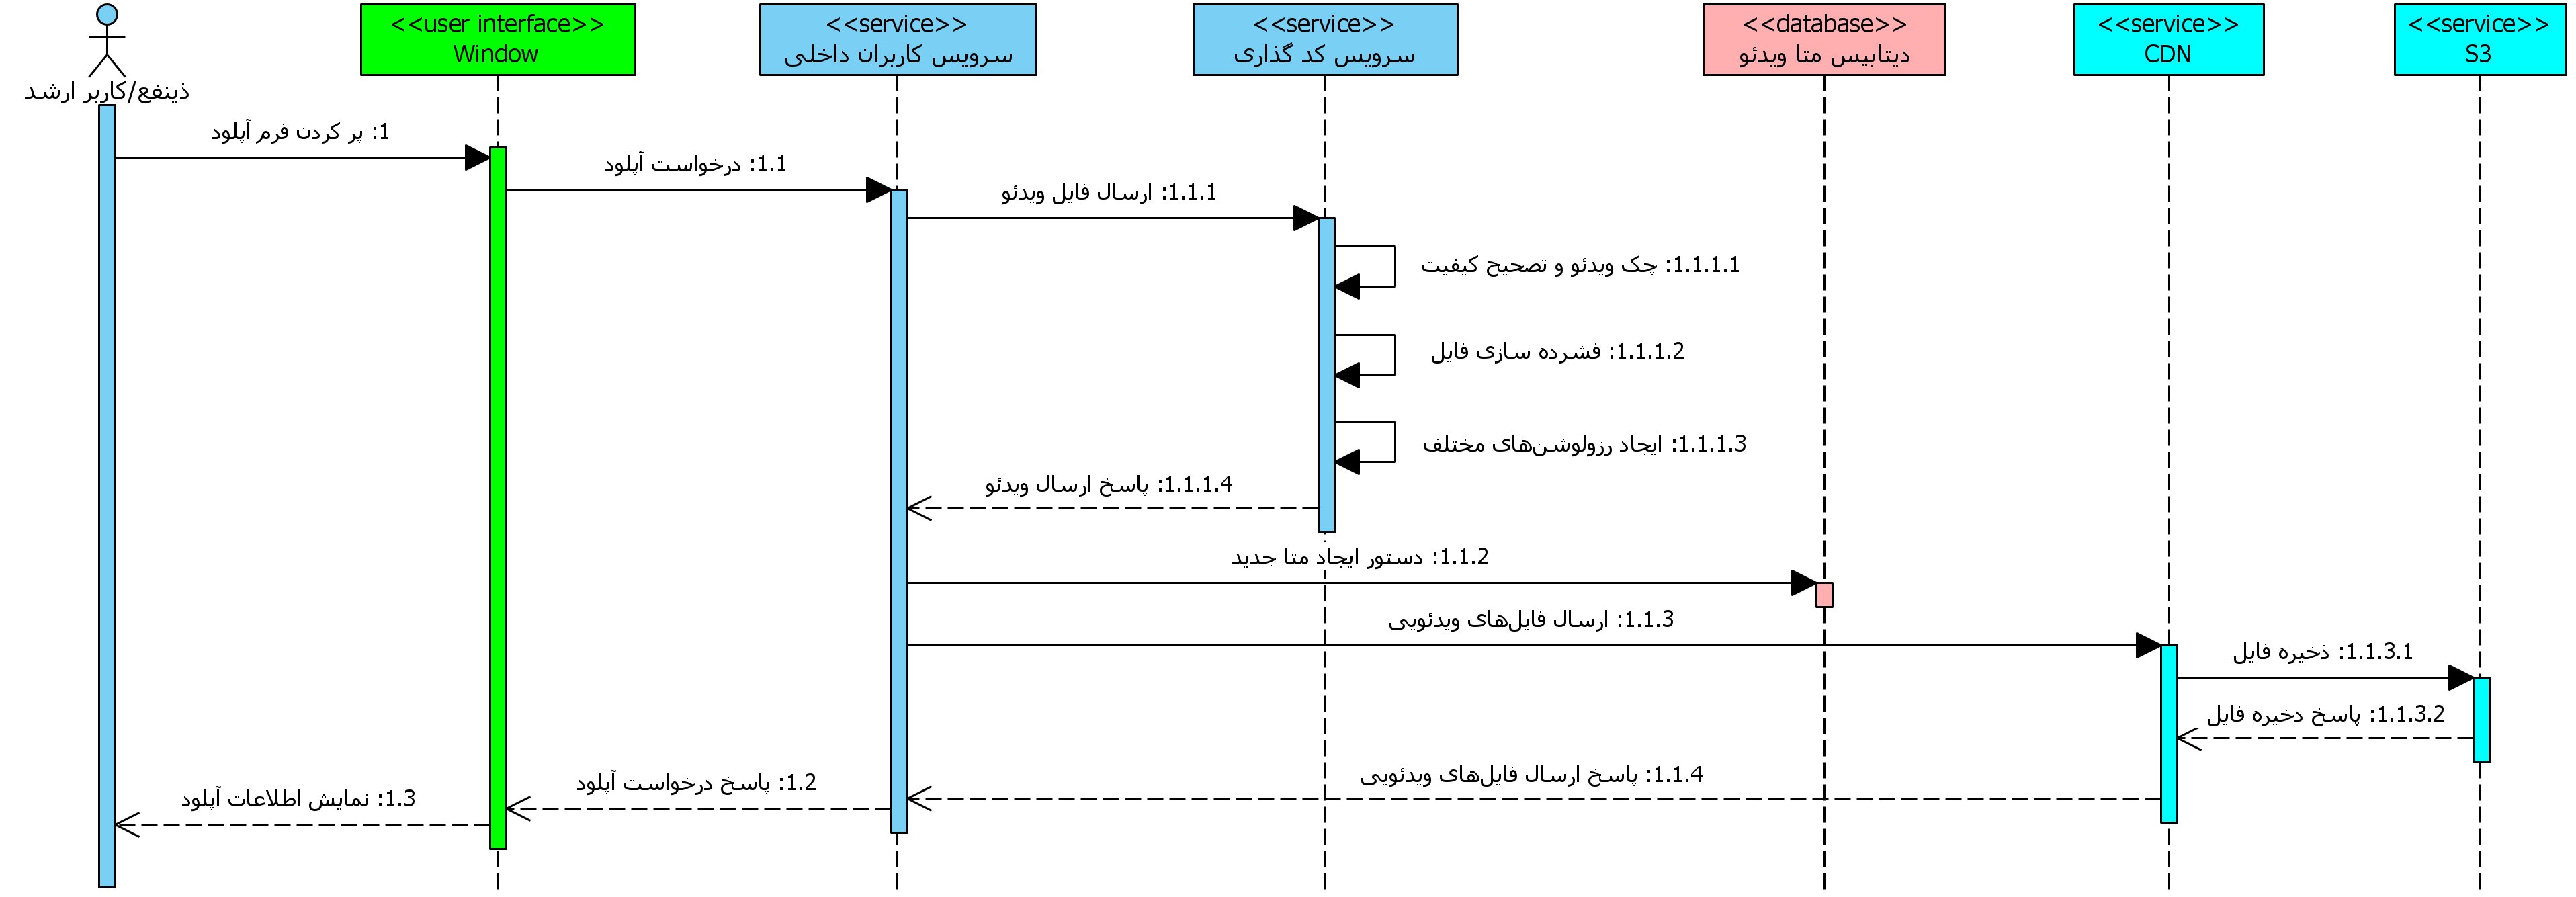 ذینفع/کاربر ارشد
<<user interface>>
Window
<<service>>
سرویس کاربران داخلی
<<service>>
سرویس کد گذاری
<<database>>
دیتابیس متا ویدئو
<<service>>
CDN
<<service>>
S3
1: پر کردن فرم آپلود
1.1: درخواست آپلود
1.1.1: ارسال فایل ویدئو
1.1.1.1: چک ویدئو و تصحیح کیفیت
1.1.1.2: فشرده سازی فایل
1.1.1.3: ایجاد رزولوشن‌های مختلف
1.1.1.4: پاسخ ارسال ویدئو
1.1.2: دستور ایجاد متا جدید
1.1.3: ارسال فایل‌های ویدئویی
1.1.3.1: ذخیره فایل
1.1.3.2: پاسخ دخیره فایل
1.1.4: پاسخ ارسال فایل‌های ویدئویی
1.2: پاسخ درخواست آپلود
1.3: نمایش اطلاعات آپلود